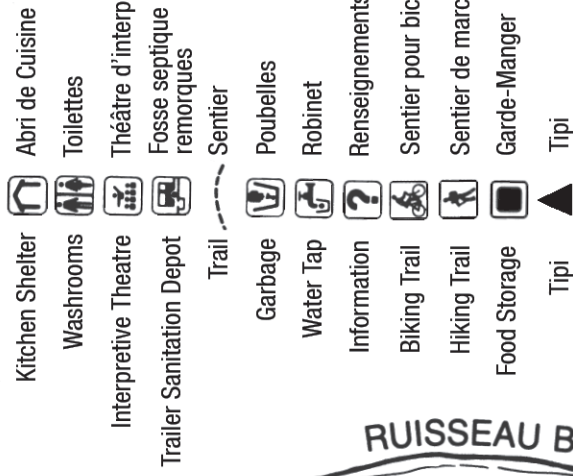 Kitchen Shelter Abri de Cuisine
Washrooms Toilettes
Interpretive Theatre Théâtre d'interp
Trailer Sanitation Depot Fosse septique
remorques
Trail Sentier
Garbage Poubelles
Water Tap Robinet
Information ? Renseignements
Biking Trail Sentier pour bic
Hiking Trail Sentier de marc
Food Storage Garde-Manger
Tipi Tipi
RUISSEAU B